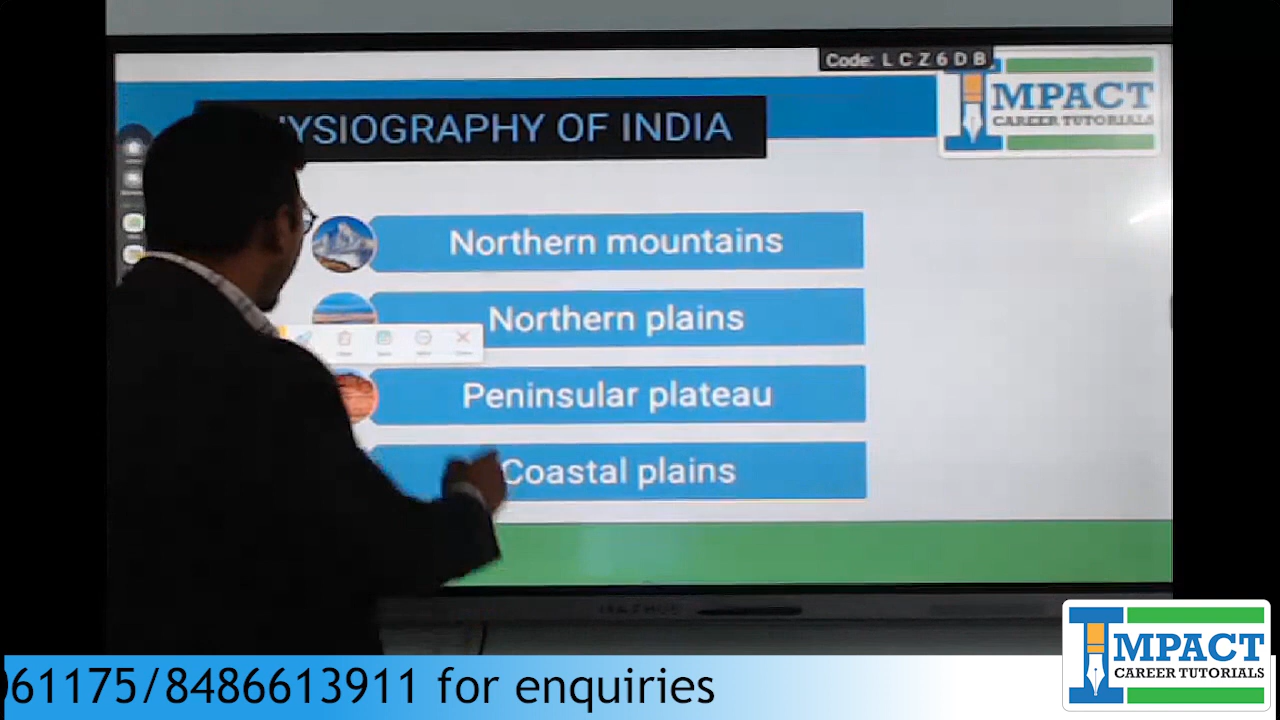 Code: L C Z 6 D B
MPACT
CAREER TUTORIALS
HYSIOGRAPHY OF INDIA
Northern mountains
Northern plains
Peninsular plateau
Coastal plains
MPACT
CAREER TUTORIALS
61175/8486613911 for enquiries